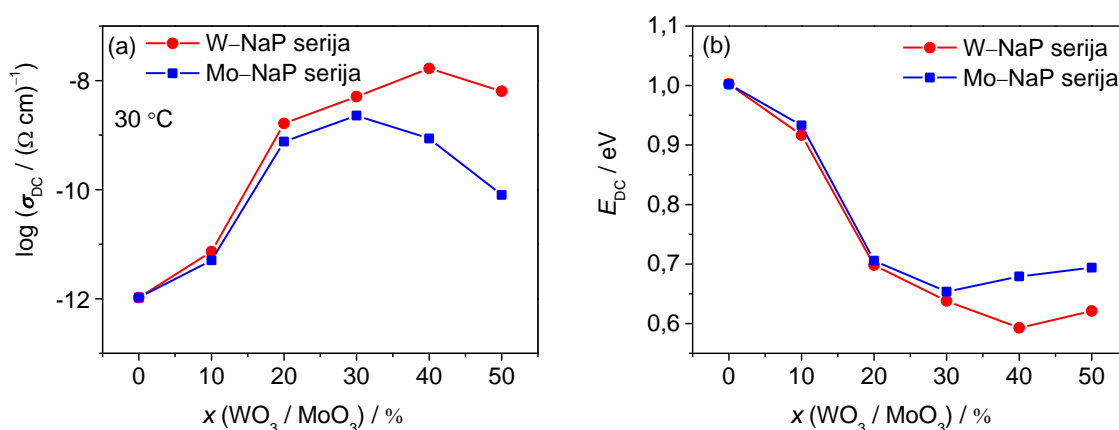 (a)
W–NaP serija
Mo–NaP serija
30 °C
log (σDC / (Ω cm)⁻¹)
-8
-10
-12
0 10 20 30 40 50
x (WO₃ / MoO₃) / %
(b)
W–NaP serija
Mo–NaP serija
EDC / eV
1,1
1,0
0,9
0,8
0,7
0,6
0 10 20 30 40 50
x (WO₃ / MoO₃) / %